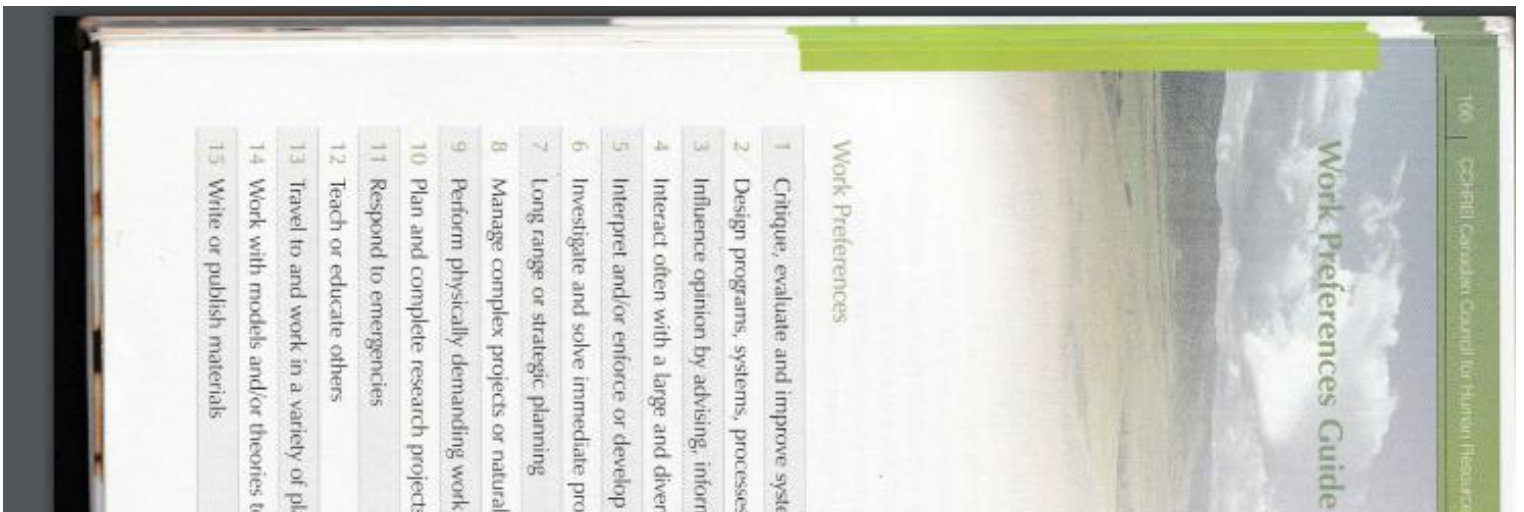 166 CCHREI Canadian Council for Human Resource
Work Preferences Guide
Work Preferences
1 Critique, evaluate and improve syste
2 Design programs, systems, processes
3 Influence opinion by advising, inform
4 Interact often with a large and diver
5 Interpret and/or enforce or develop
6 Investigate and solve immediate pro
7 Long range or strategic planning
8 Manage complex projects or natural
9 Perform physically demanding work
10 Plan and complete research projects
11 Respond to emergencies
12 Teach or educate others
13 Travel to and work in a variety of pla
14 Work with models and/or theories to
15 Write or publish materials